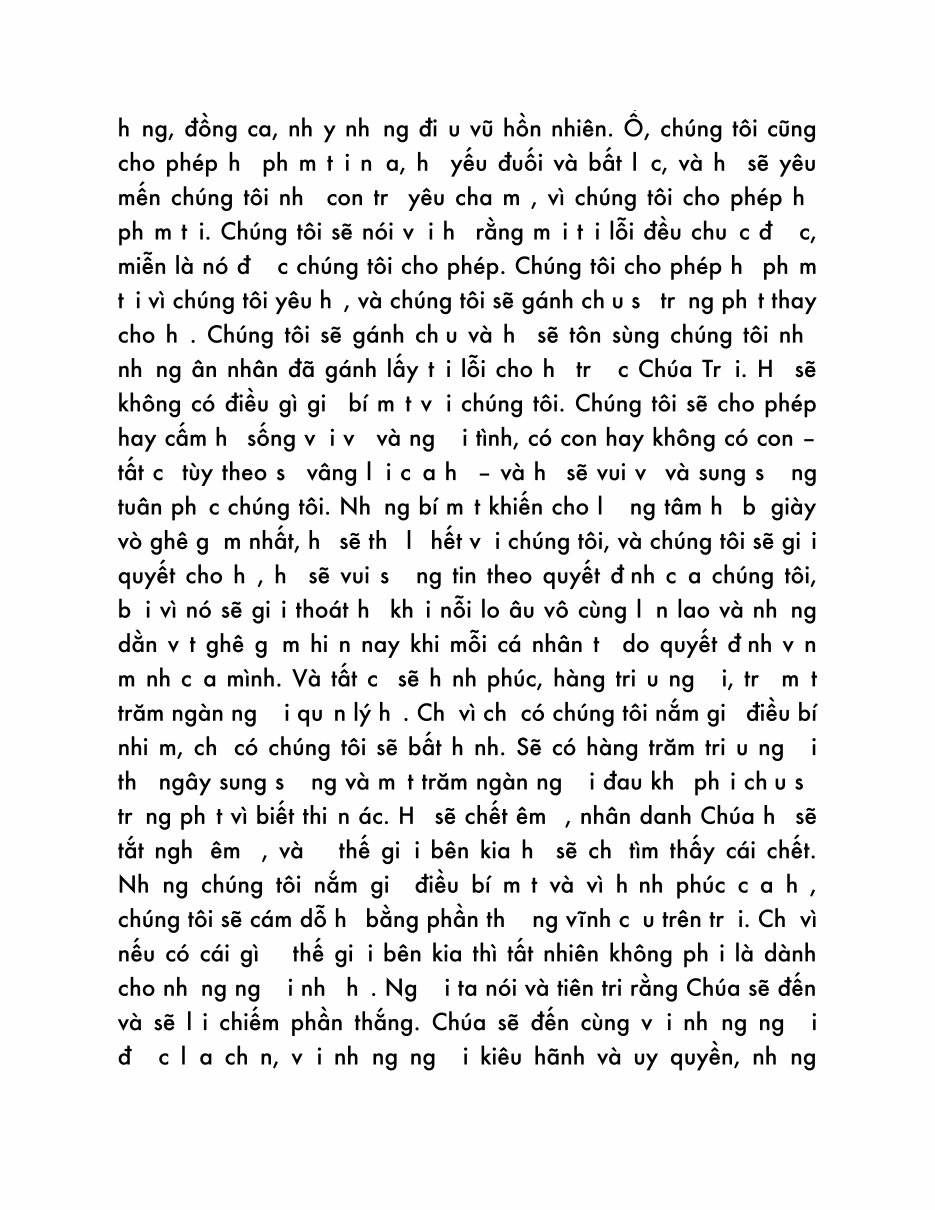 h ng, đồng ca, nh y nh ng đi u vũ hồn nhiên. Ồ, chúng tôi cũng
cho phép h ph m t i n a, h yếu đuối và bất l c, và h sẽ yêu
mến chúng tôi nh con tr yêu cha m , vì chúng tôi cho phép h
ph m t i. Chúng tôi sẽ nói v i h rằng m i t i lỗi đều chu c đ c,
miễn là nó đ c chúng tôi cho phép. Chúng tôi cho phép h ph m
t i vì chúng tôi yêu h , và chúng tôi sẽ gánh ch u s tr ng ph t thay
cho h . Chúng tôi sẽ gánh ch u và h sẽ tôn sùng chúng tôi nh
nh ng ân nhân đã gánh lấy t i lỗi cho h tr c Chúa Tr i. H sẽ
không có điều gì gi bí m t v i chúng tôi. Chúng tôi sẽ cho phép
hay cấm h sống v i v và ng i tình, có con hay không có con –
tất c tùy theo s vâng l i c a h – và h sẽ vui v và sung s ng
tuân ph c chúng tôi. Nh ng bí m t khiến cho l ng tâm h b giày
vò ghê g m nhất, h sẽ th l hết v i chúng tôi, và chúng tôi sẽ gi i
quyết cho h , h sẽ vui s ng tin theo quyết đ nh c a chúng tôi,
b i vì nó sẽ gi i thoát h kh i nỗi lo âu vô cùng l n lao và nh ng
dằn v t ghê g m hi n nay khi mỗi cá nhân t do quyết đ nh v n
m nh c a mình. Và tất c sẽ h nh phúc, hàng tri u ng i, tr m t
trăm ngàn ng i qu n lý h . Ch vì ch có chúng tôi nắm gi điều bí
nhi m, ch có chúng tôi sẽ bất h nh. Sẽ có hàng trăm tri u ng i
th ngây sung s ng và m t trăm ngàn ng i đau kh ph i ch u s
tr ng ph t vì biết thi n ác. H sẽ chết êm , nhân danh Chúa h sẽ
tắt ngh êm , và thế gi i bên kia h sẽ ch tìm thấy cái chết.
Nh ng chúng tôi nắm gi điều bí m t và vì h nh phúc c a h ,
chúng tôi sẽ cám dỗ h bằng phần th ng vĩnh c u trên tr i. Ch vì
nếu có cái gì thế gi i bên kia thì tất nhiên không ph i là dành
cho nh ng ng i nh h . Ng i ta nói và tiên tri rằng Chúa sẽ đến
và sẽ l i chiếm phần thắng. Chúa sẽ đến cùng v i nh ng ng i
đ c l a ch n, v i nh ng ng i kiêu hãnh và uy quyền, nh ng